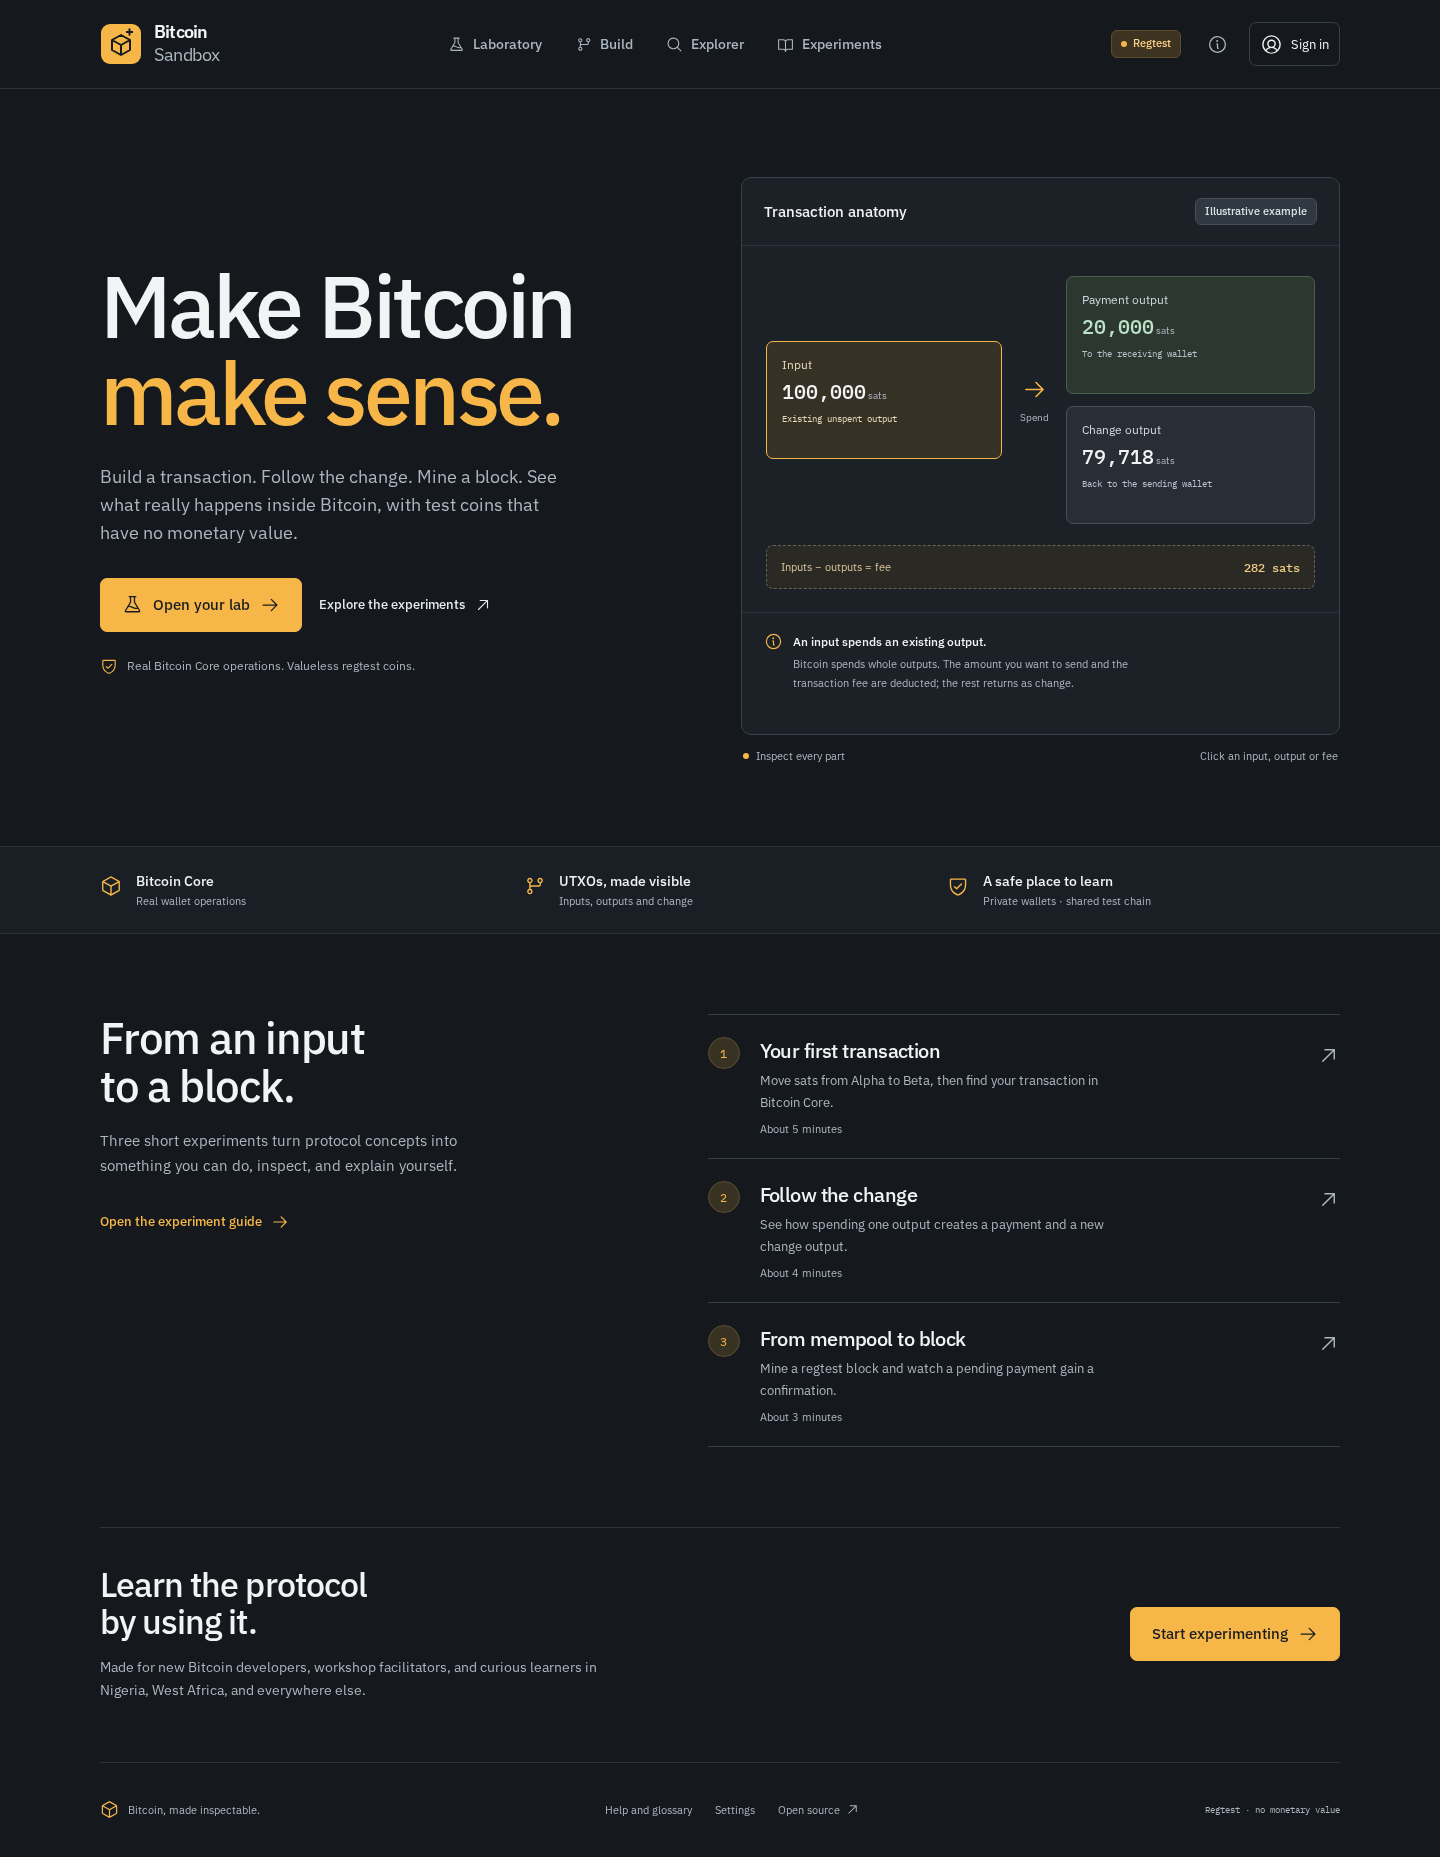 Bitcoin
Sandbox
Laboratory
Build
Explorer
Experiments
Regtest
Sign in
Make Bitcoin
make sense.
Build a transaction. Follow the change. Mine a block. See
what really happens inside Bitcoin, with test coins that
have no monetary value.
Open your lab
Explore the experiments
Real Bitcoin Core operations. Valueless regtest coins.
Transaction anatomy
Illustrative example
Input
100,000 sats
Existing unspent output
Spend
Payment output
20,000 sats
To the receiving wallet
Change output
79,718 sats
Back to the sending wallet
Inputs − outputs = fee
282 sats
An input spends an existing output.
Bitcoin spends whole outputs. The amount you want to send and the
transaction fee are deducted; the rest returns as change.
Inspect every part
Click an input, output or fee
Bitcoin Core
Real wallet operations
UTXOs, made visible
Inputs, outputs and change
A safe place to learn
Private wallets · shared test chain
From an input
to a block.
Three short experiments turn protocol concepts into
something you can do, inspect, and explain yourself.
Open the experiment guide
1
Your first transaction
Move sats from Alpha to Beta, then find your transaction in
Bitcoin Core.
About 5 minutes
2
Follow the change
See how spending one output creates a payment and a new
change output.
About 4 minutes
3
From mempool to block
Mine a regtest block and watch a pending payment gain a
confirmation.
About 3 minutes
Learn the protocol
by using it.
Made for new Bitcoin developers, workshop facilitators, and curious learners in
Nigeria, West Africa, and everywhere else.
Start experimenting
Bitcoin, made inspectable.
Help and glossary
Settings
Open source
Regtest · no monetary value